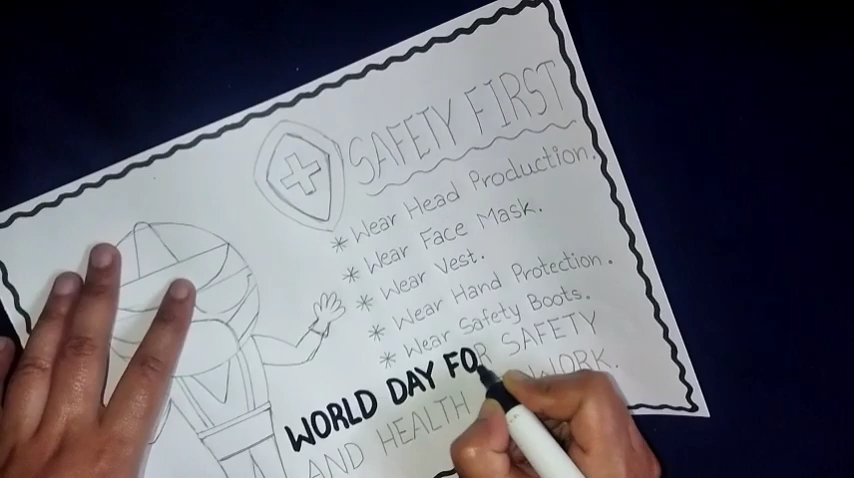 SAFETY FIRST
* Wear Head Production.
* Wear Face Mask.
* Wear Vest.
* Wear Hand Protection.
* Wear Safety Boots.
WORLD DAY FOR SAFETY
AND HEALTH WORK.